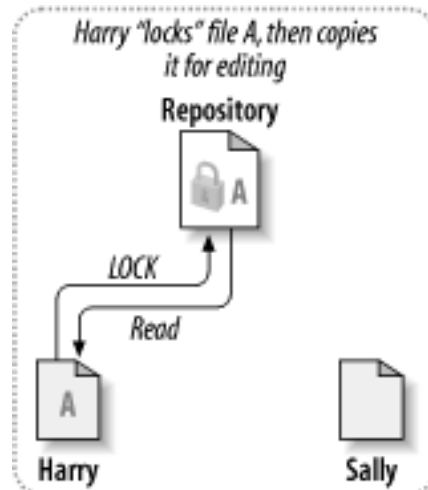 Harry “locks” file A, then copies
it for editing
Repository
A
LOCK
Read
A
Harry
Sally